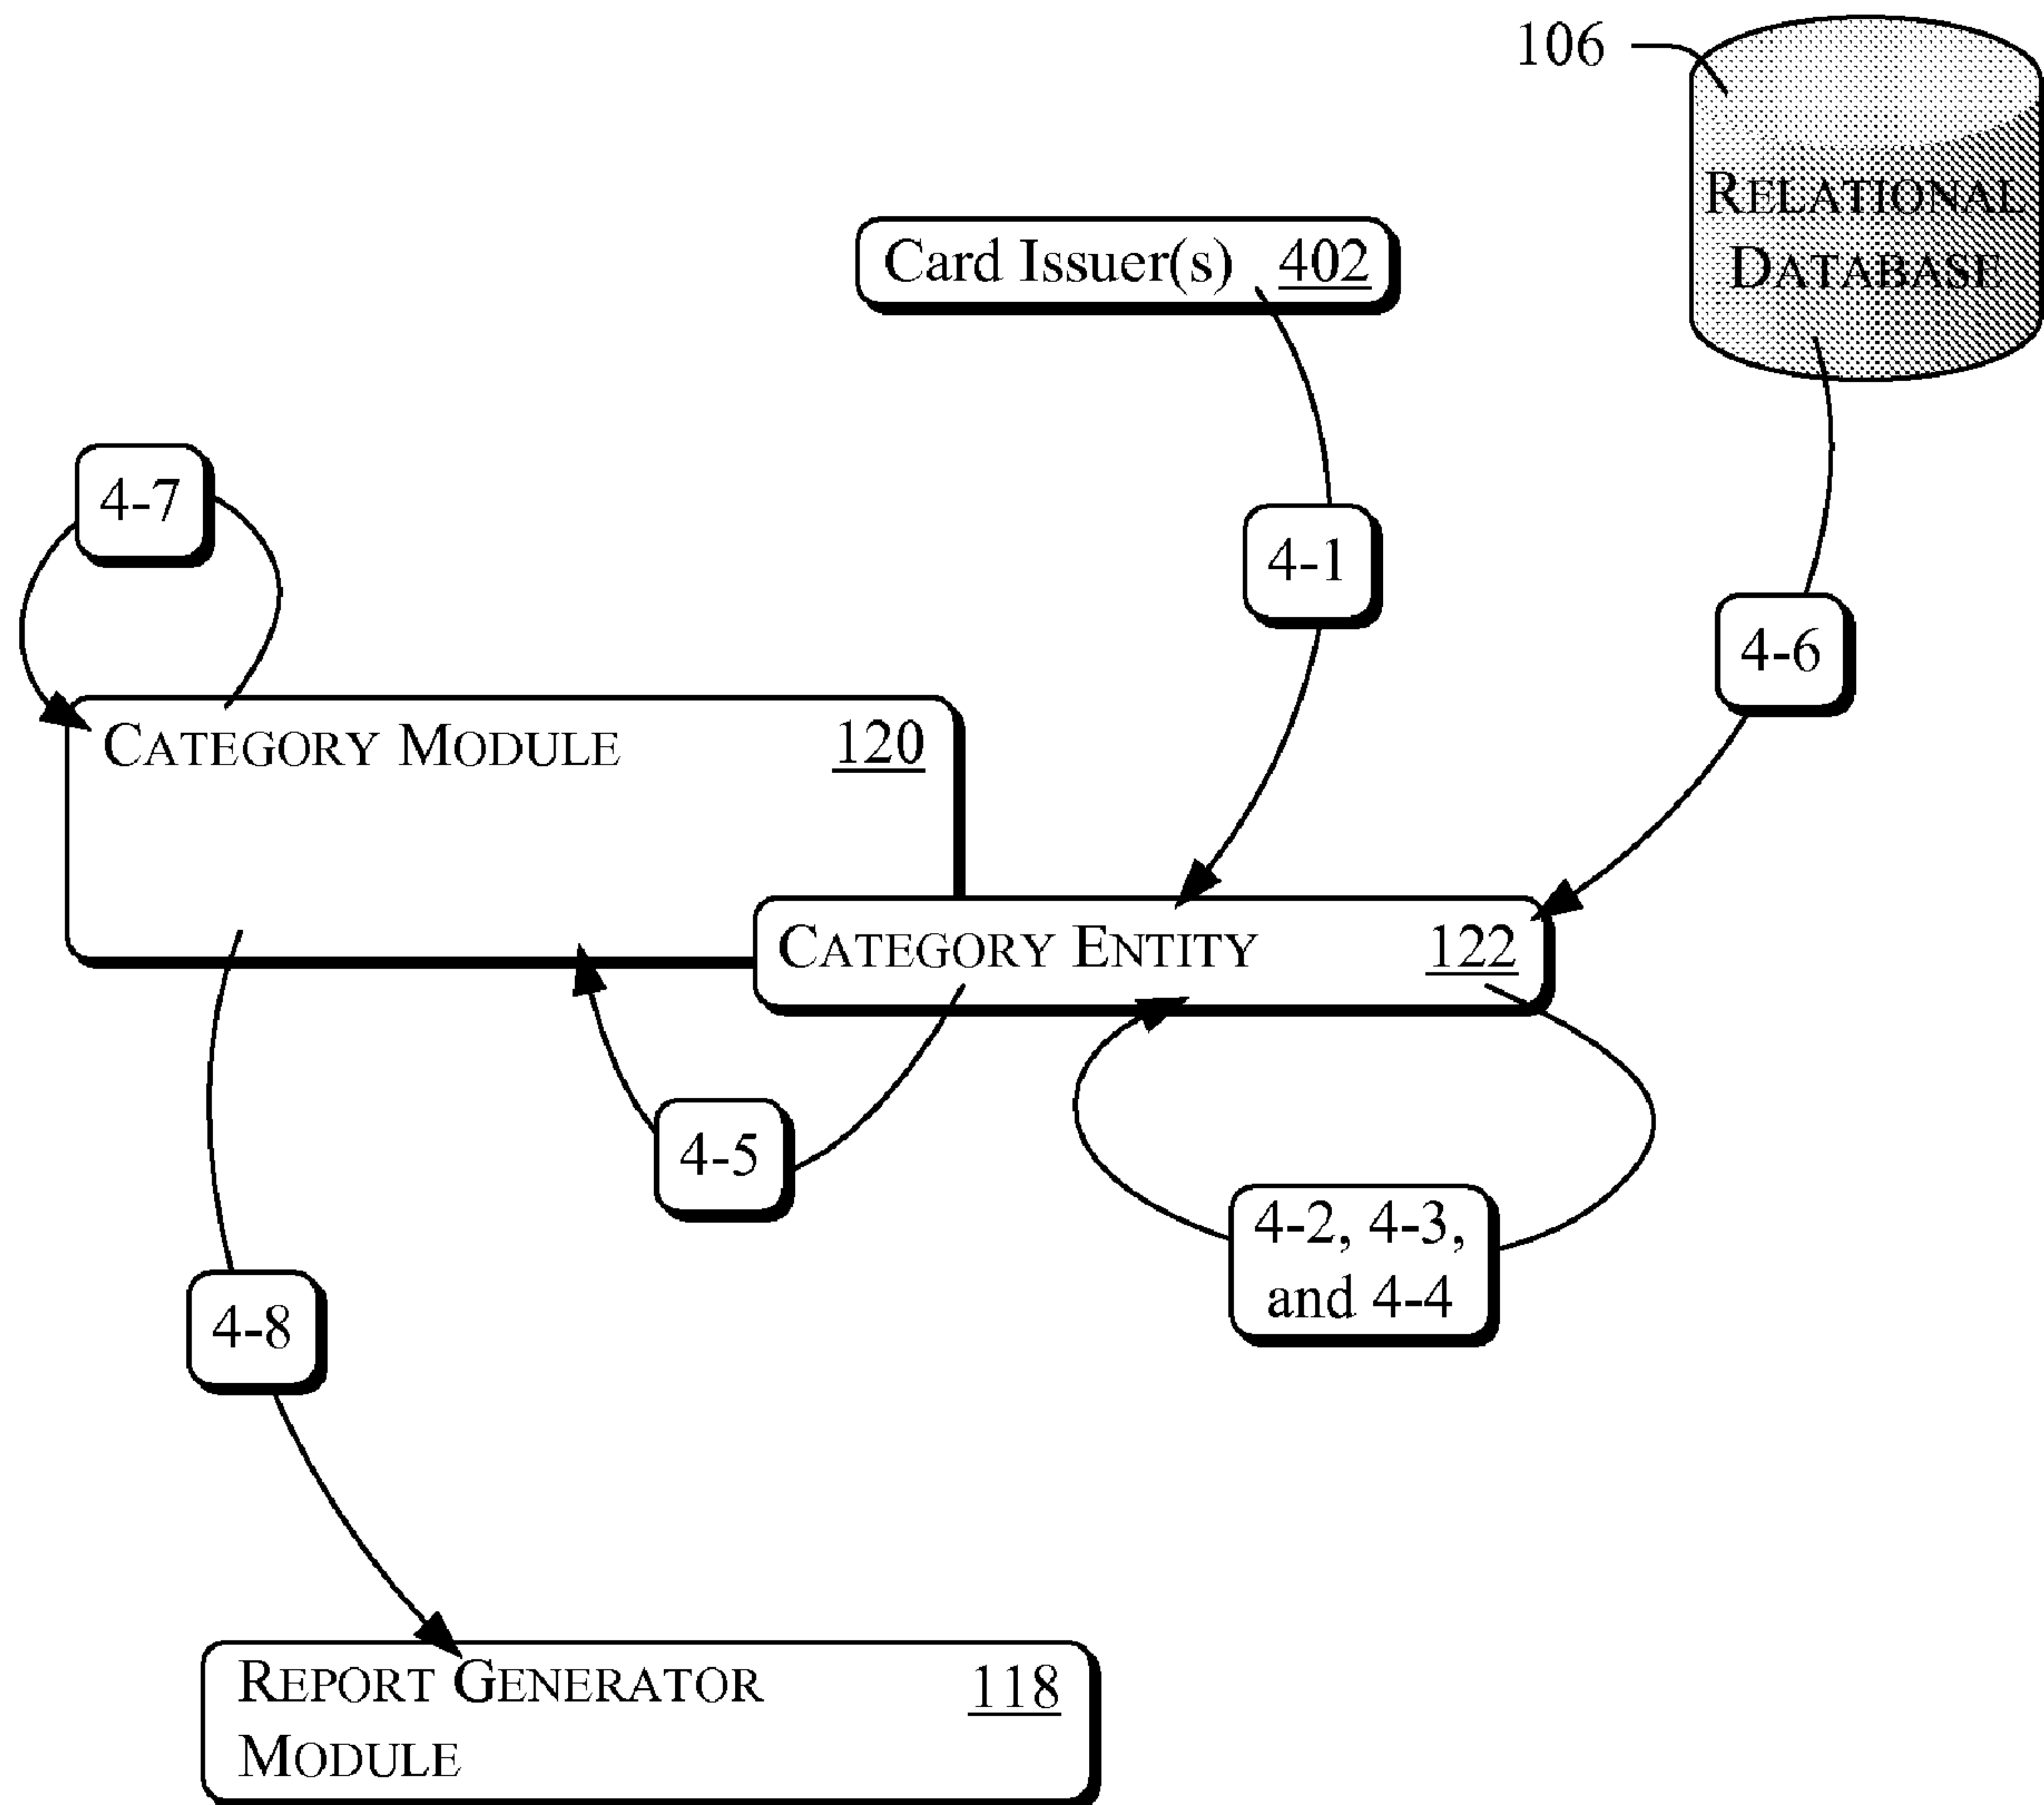 106
RELATIONAL
DATABASE
Card Issuer(s) 402
4-7
4-1
4-6
CATEGORY MODULE 120
CATEGORY ENTITY 122
4-5
4-2, 4-3,
and 4-4
4-8
REPORT GENERATOR 118
MODULE